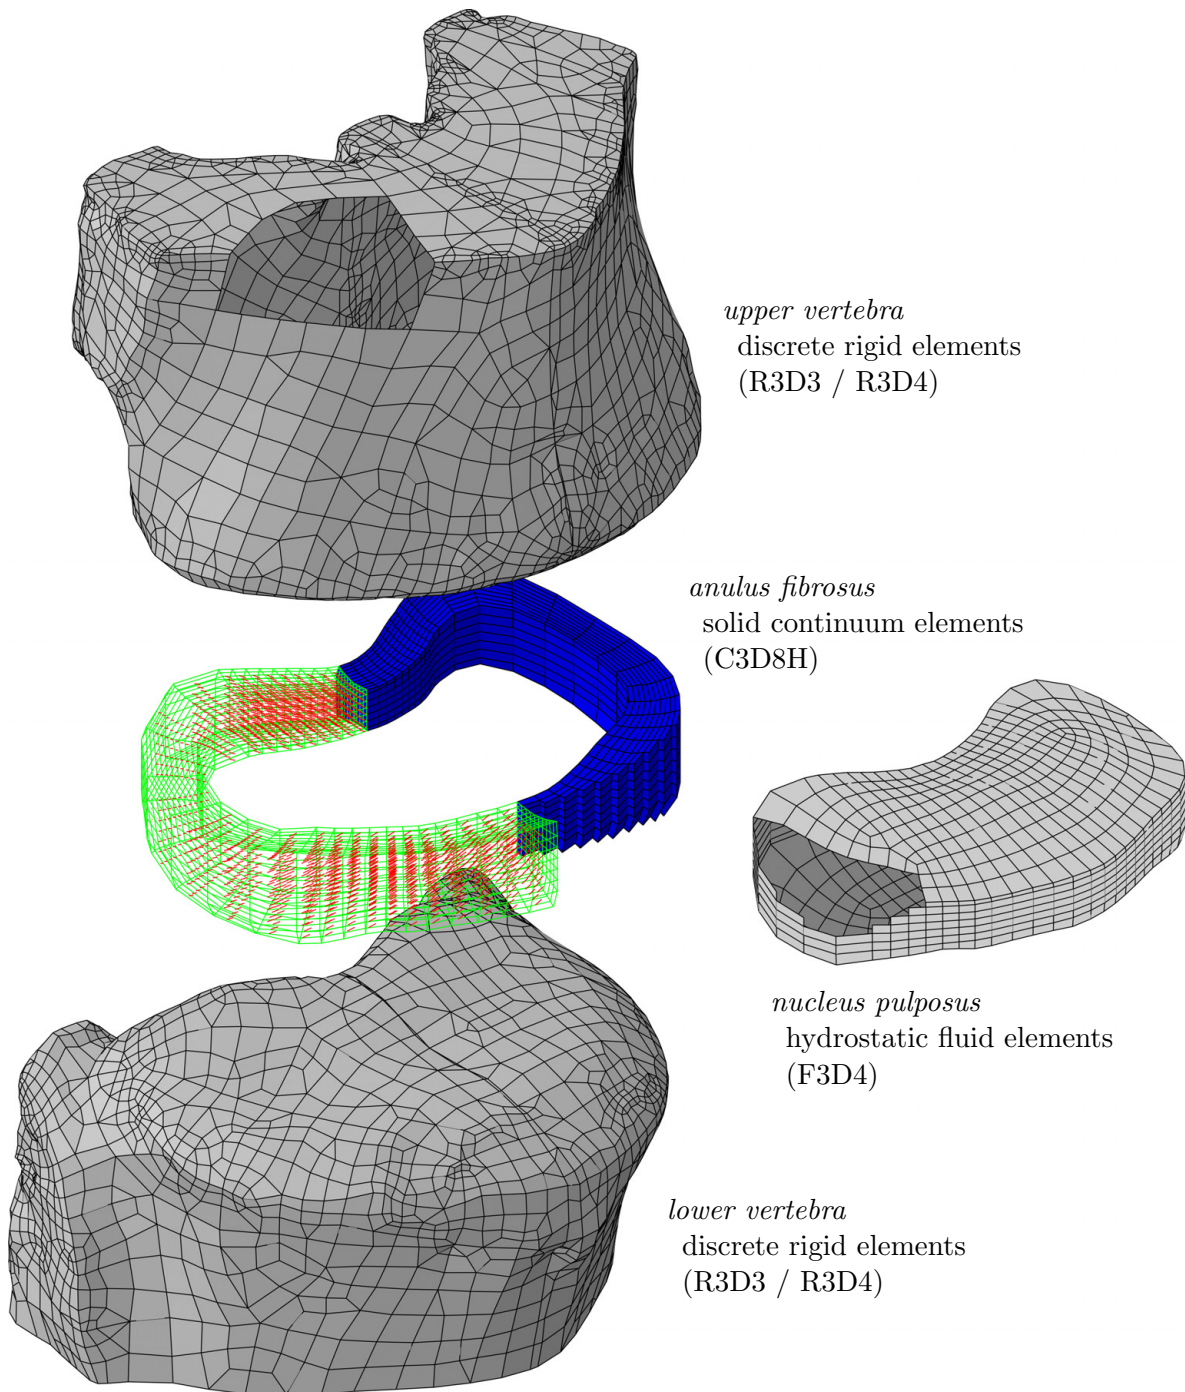 upper vertebra
discrete rigid elements
(R3D3 / R3D4)
anulus fibrosus
solid continuum elements
(C3D8H)
nucleus pulposus
hydrostatic fluid elements
(F3D4)
lower vertebra
discrete rigid elements
(R3D3 / R3D4)